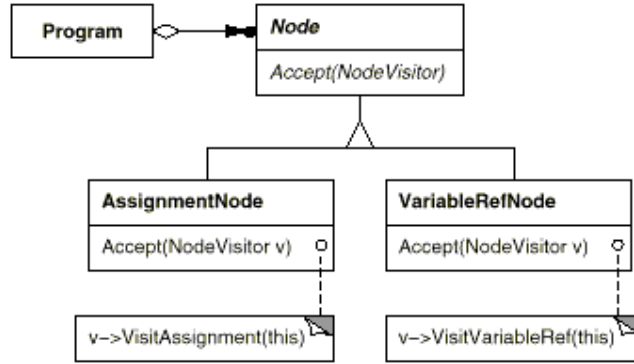 Program
Node
Accept(NodeVisitor)
AssignmentNode
Accept(NodeVisitor v)
VariableRefNode
Accept(NodeVisitor v)
v->VisitAssignment(this)
v->VisitVariableRef(this)